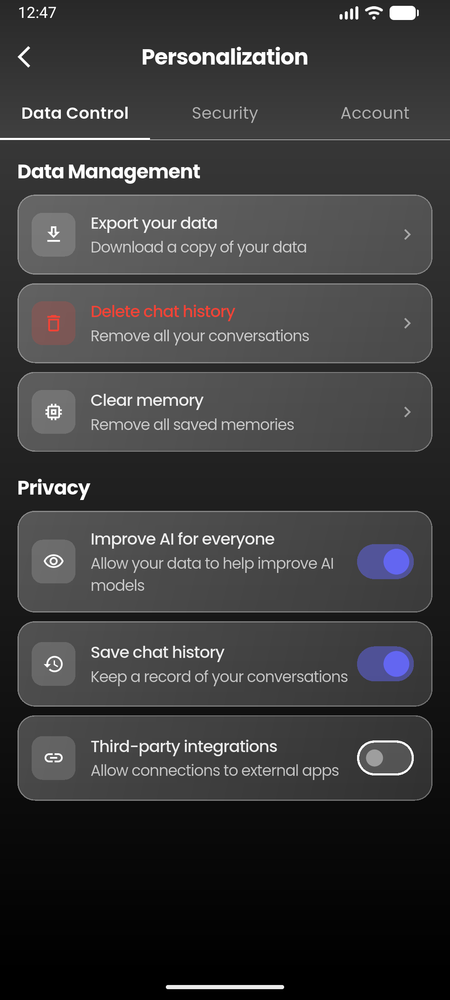 12:47
Personalization
Data Control
Security
Account
Data Management
Export your data
Download a copy of your data
Delete chat history
Remove all your conversations
Clear memory
Remove all saved memories
Privacy
Improve AI for everyone
Allow your data to help improve AI
models
Save chat history
Keep a record of your conversations
Third-party integrations
Allow connections to external apps